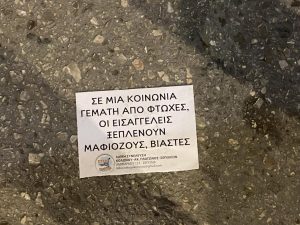 ΣΕ ΜΙΑ ΚΟΙΝΩΝΙΑ
ΓΕΜΑΤΗ ΑΠΟ ΦΤΩΧΕΣ,
ΟΙ ΕΙΣΑΓΓΕΛΕΙΣ
ΞΕΠΛΕΝΟΥΝ
ΜΑΦΙΟΖΟΥΣ, ΒΙΑΣΤΕΣ